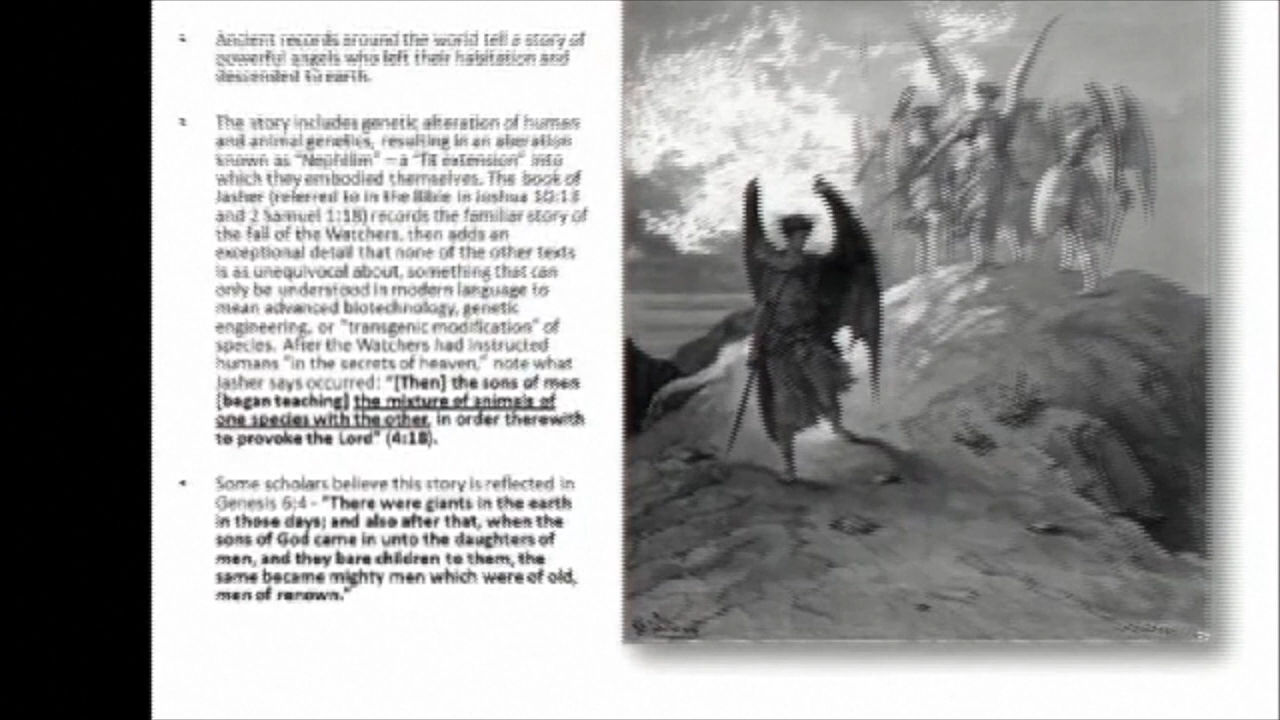 Ancient records around the world tell a story of
powerful angels who left their habitation and
descended to earth.
The story includes genetic alteration of human
and animal genetics, resulting in an alteration
known as "Nephilim" – a "fit extension" into
which they embodied themselves. The book of
Jasher (referred to in the Bible in Joshua 10:13
and 2 Samuel 1:18) records the familiar story of
the fall of the Watchers, then adds an
exceptional detail that none of the other texts
is as unequivocal about, something that can
only be understood in modern language to
mean advanced biotechnology, genetic
engineering, or "transgenic modification" of
species. After the Watchers had instructed
humans "in the secrets of heaven," note what
Jasher says occurred: "[Then] the sons of men
[began teaching] the mixture of animals of
one species with the other, in order therewith
to provoke the Lord" (4:18).
Some scholars believe this story is reflected in
Genesis 6:4 - "There were giants in the earth
in those days; and also after that, when the
sons of God came in unto the daughters of
men, and they bare children to them, the
same became mighty men which were of old,
men of renown."